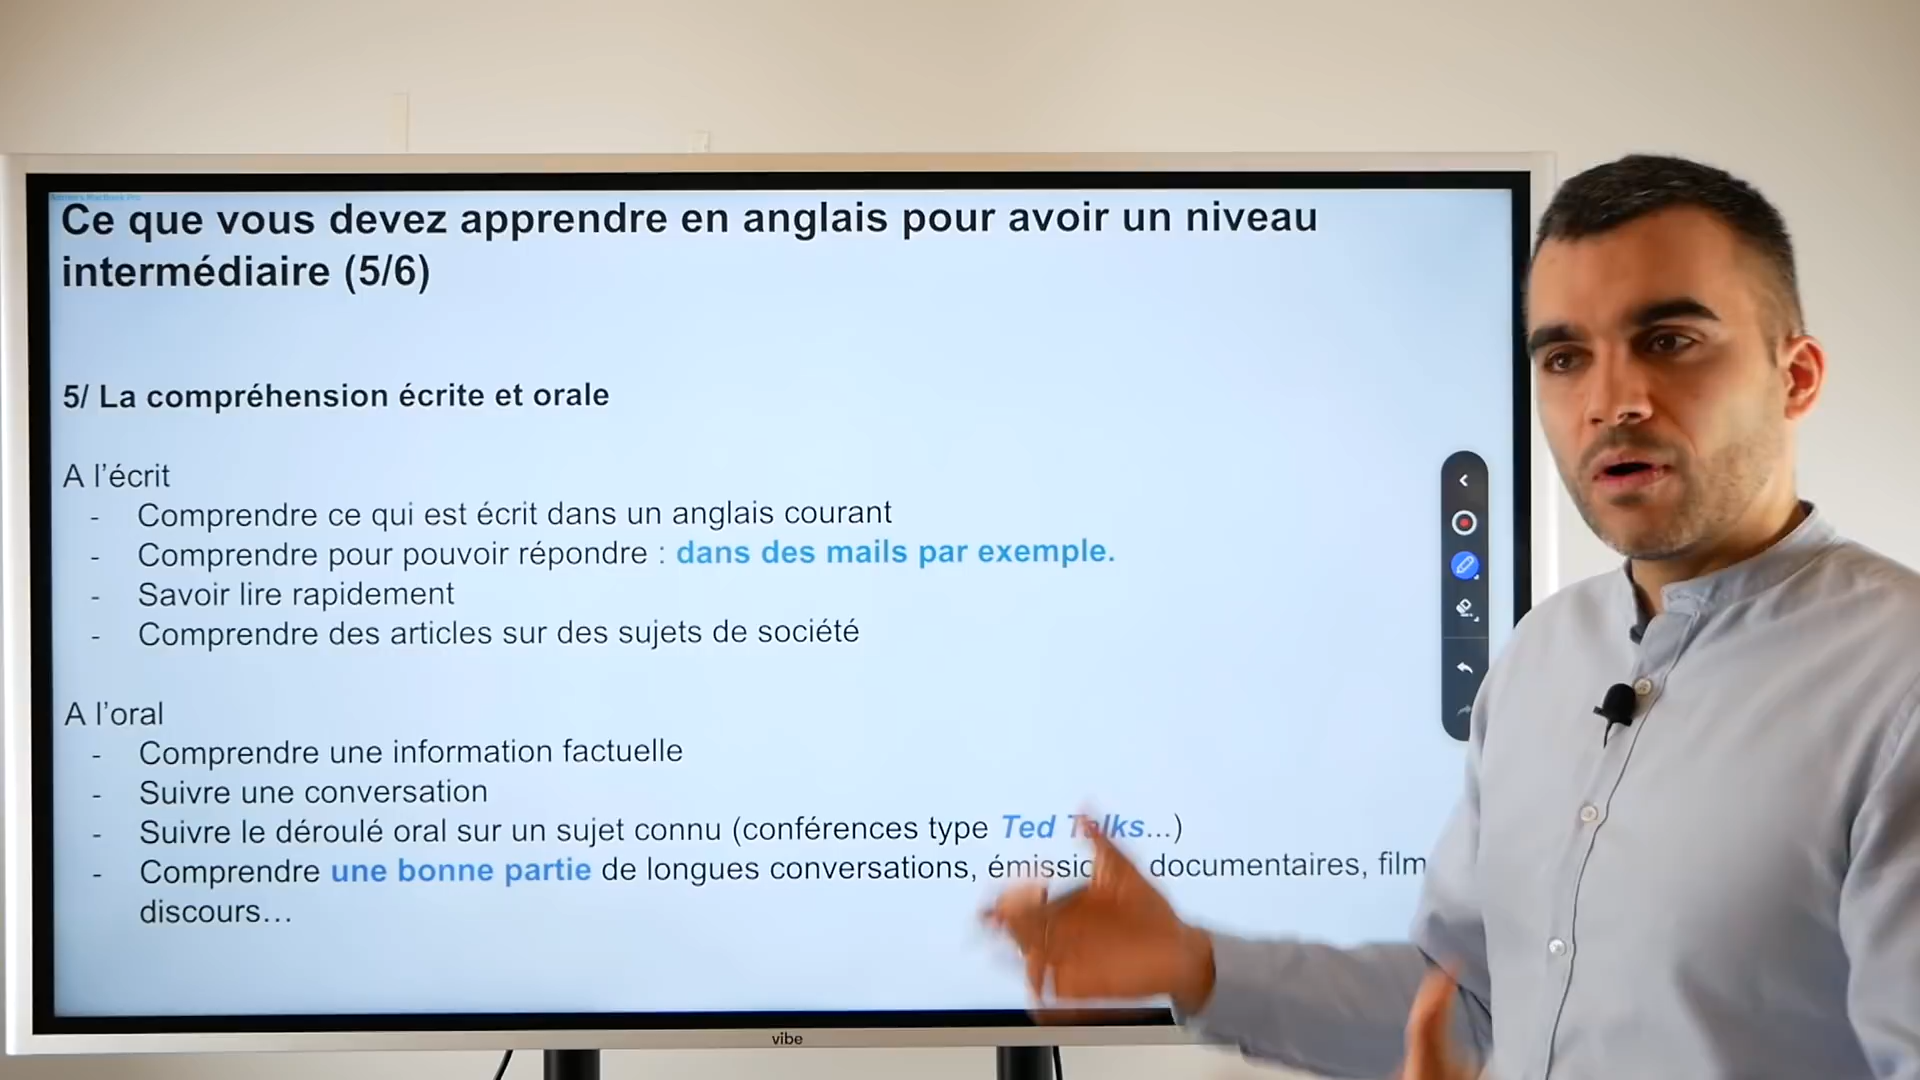 Ce que vous devez apprendre en anglais pour avoir un niveau
intermédiaire (5/6)
5/ La compréhension écrite et orale
A l'écrit
- Comprendre ce qui est écrit dans un anglais courant
- Comprendre pour pouvoir répondre : dans des mails par exemple.
- Savoir lire rapidement
- Comprendre des articles sur des sujets de société
A l'oral
- Comprendre une information factuelle
- Suivre une conversation
- Suivre le déroulé oral sur un sujet connu (conférences type Ted Talks...)
- Comprendre une bonne partie de longues conversations, documentaires, film
discours...
vibe